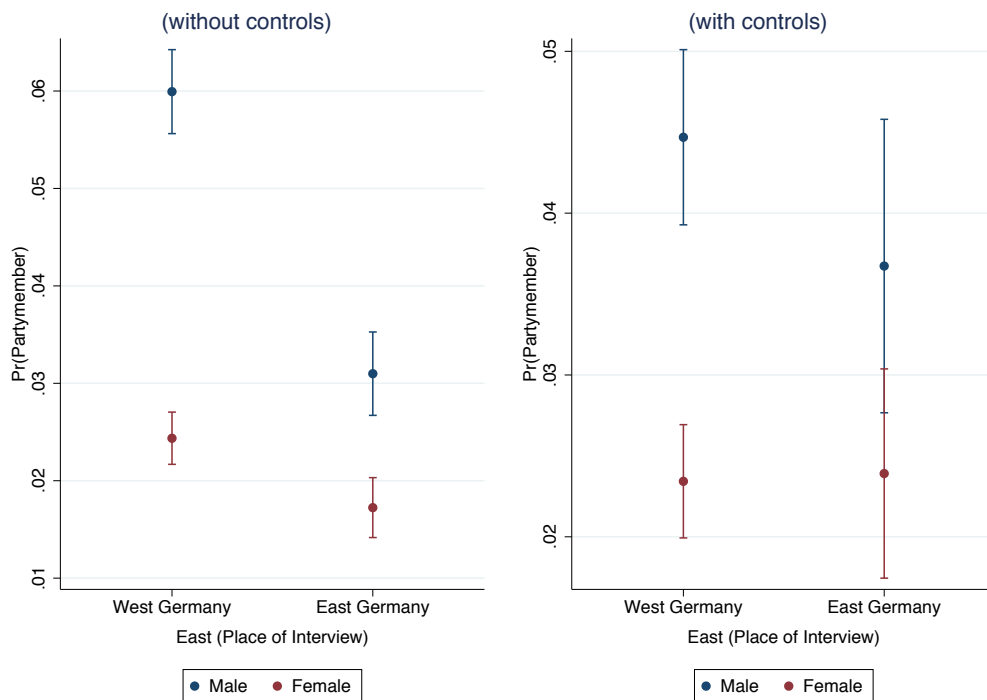 (without controls)
Pr(Partymember)
.06
.05
.04
.03
.02
.01
West Germany
East Germany
East (Place of Interview)
Male
Female
(with controls)
Pr(Partymember)
.05
.04
.03
.02
West Germany
East Germany
East (Place of Interview)
Male
Female